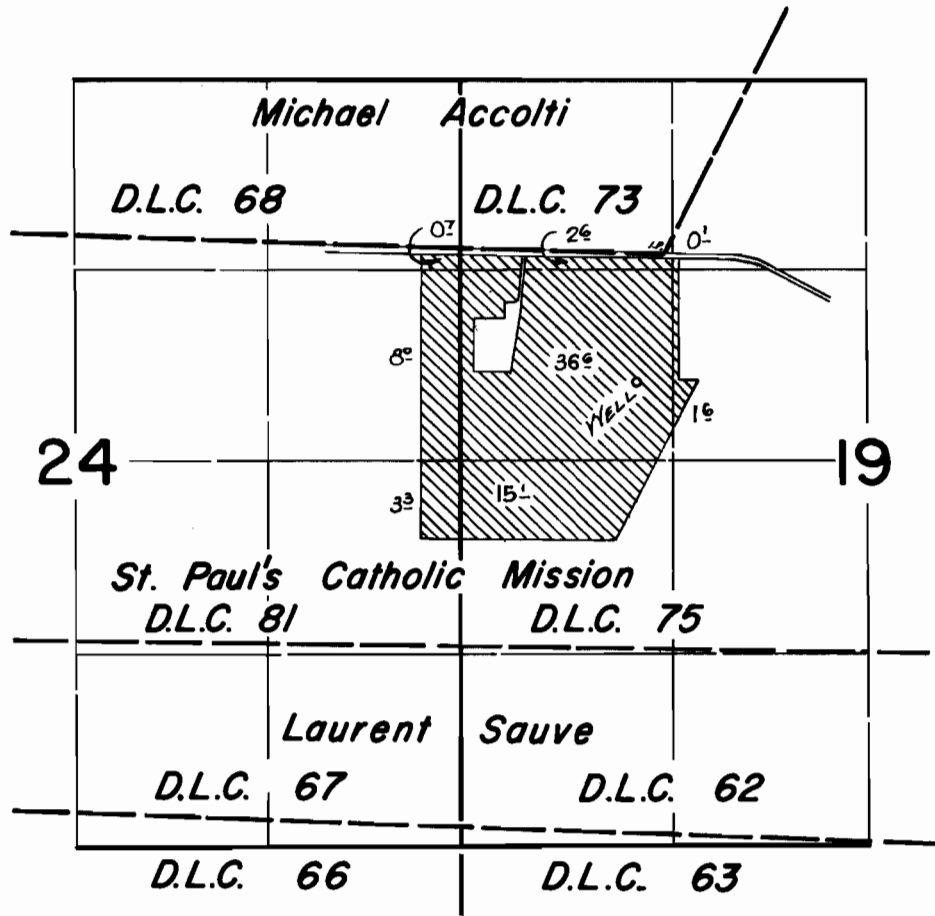 Michael Accolti
D.L.C. 68 D.L.C. 73
0.7 2.6 0.1
8.0 36.6
WELL 1.6
24 19
3.3 15.1
St. Paul's Catholic Mission
D.L.C. 81 D.L.C. 75
Laurent Sauve
D.L.C. 67 D.L.C. 62
D.L.C. 66 D.L.C. 63